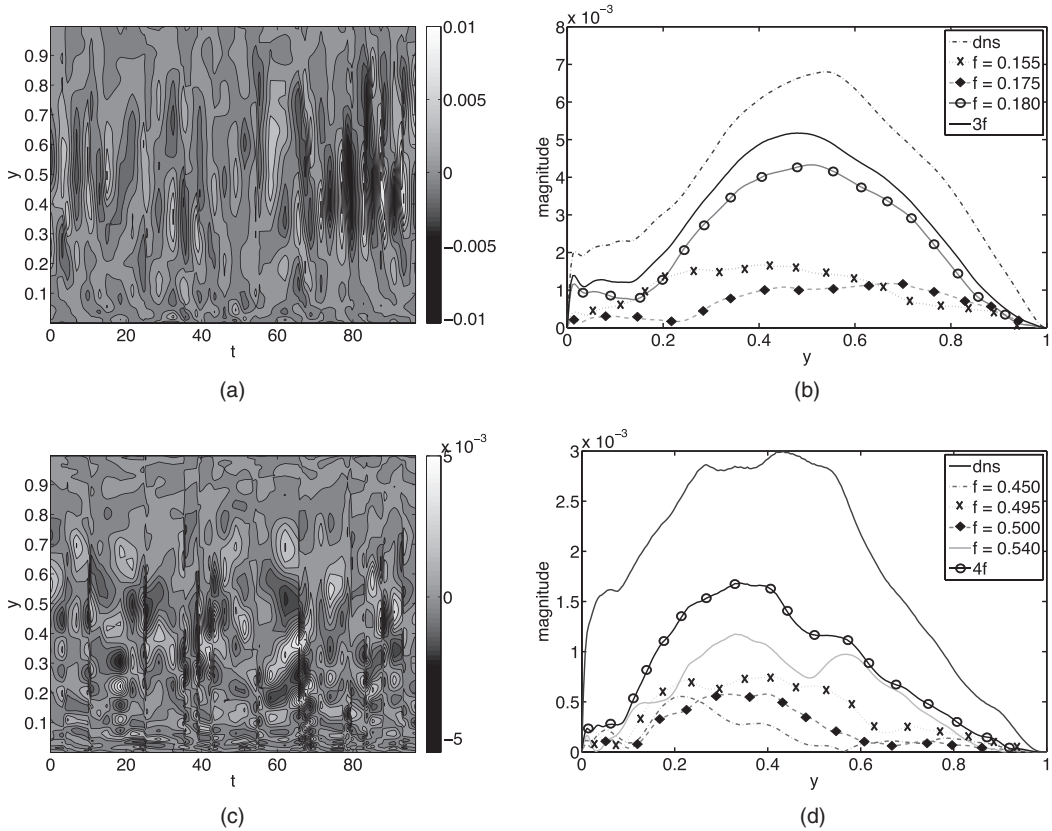 0.01
0.005
0
−0.005
−0.01
0.9
0.8
0.7
0.6
0.5
0.4
0.3
0.2
0.1
y
0 20 40 60 80
t
(a)
x 10⁻³
8
7
6
5
4
3
2
1
0
magnitude
0 0.2 0.4 0.6 0.8 1
y
dns
f = 0.155
f = 0.175
f = 0.180
3f
(b)
x 10⁻³
5
0
−5
0.9
0.8
0.7
0.6
0.5
0.4
0.3
0.2
0.1
y
0 20 40 60 80
t
(c)
x 10⁻³
3
2.5
2
1.5
1
0.5
0
magnitude
0 0.2 0.4 0.6 0.8 1
y
dns
f = 0.450
f = 0.495
f = 0.500
f = 0.540
4f
(d)